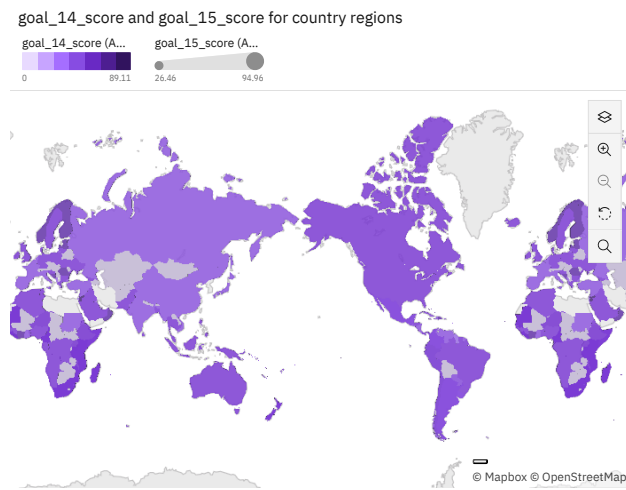 goal_14_score and goal_15_score for country regions
goal_14_score (A... goal_15_score (A...
0 89.11 26.46 94.96
© Mapbox © OpenStreetMap